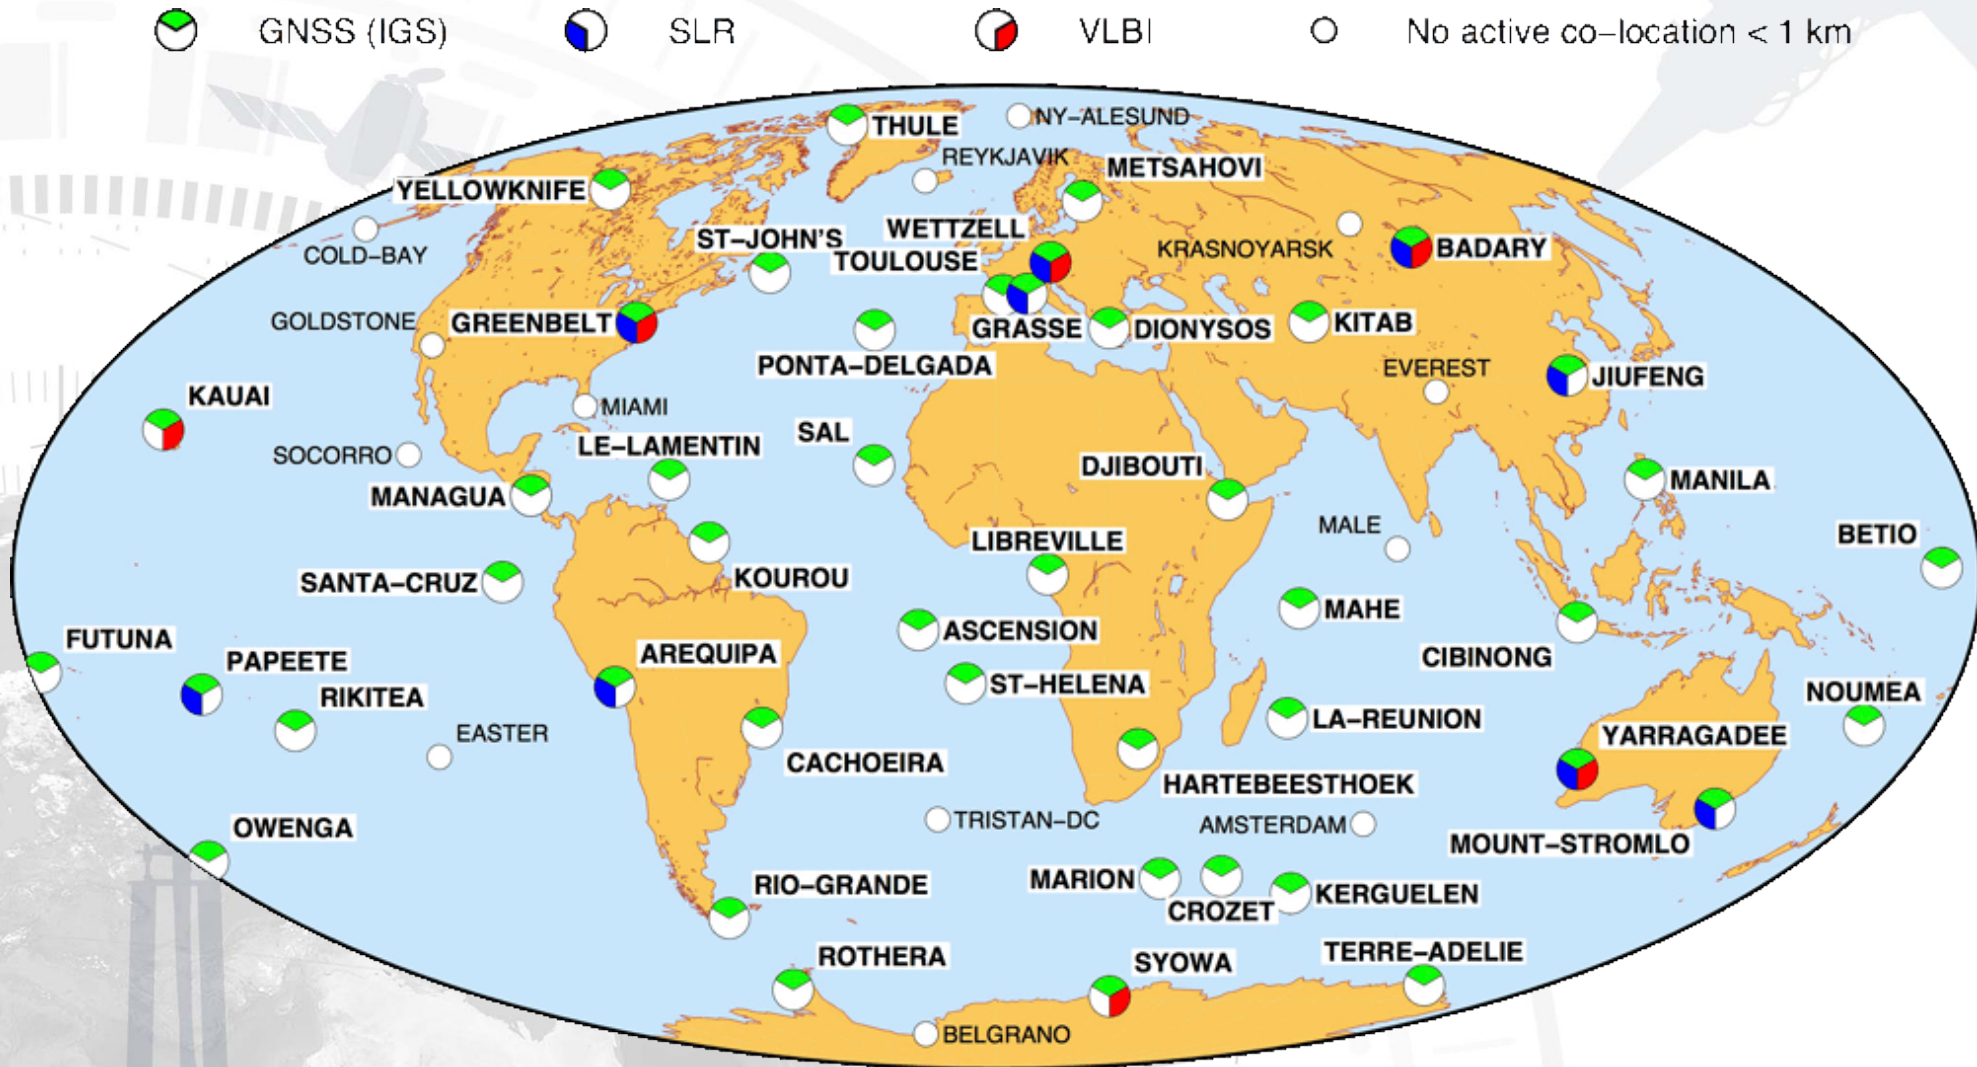 GNSS (IGS) SLR VLBI No active co–location < 1 km
THULE
NY–ALESUND
REYKJAVIK
METSAHOVI
YELLOWKNIFE
COLD–BAY
ST–JOHN'S
WETTZELL
TOULOUSE
KRASNOYARSK
BADARY
GOLDSTONE
GREENBELT
GRASSE
DIONYSOS
KITAB
PONTA–DELGADA
EVEREST
JIUFENG
KAUAI
MIAMI
SAL
LE–LAMENTIN
SOCORRO
DJIBOUTI
MANAGUA
MANILA
MALE
BETIO
LIBREVILLE
SANTA–CRUZ
KOUROU
MAHE
FUTUNA
ASCENSION
PAPEETE
AREQUIPA
CIBINONG
RIKITEA
ST–HELENA
NOUMEA
LA–REUNION
EASTER
YARRAGADEE
CACHOEIRA
HARTEBEESTHOEK
OWENGA
TRISTAN–DC
AMSTERDAM
MOUNT–STROMLO
RIO–GRANDE
MARION
CROZET
KERGUELEN
ROTHERA
SYOWA
TERRE–ADELIE
BELGRANO